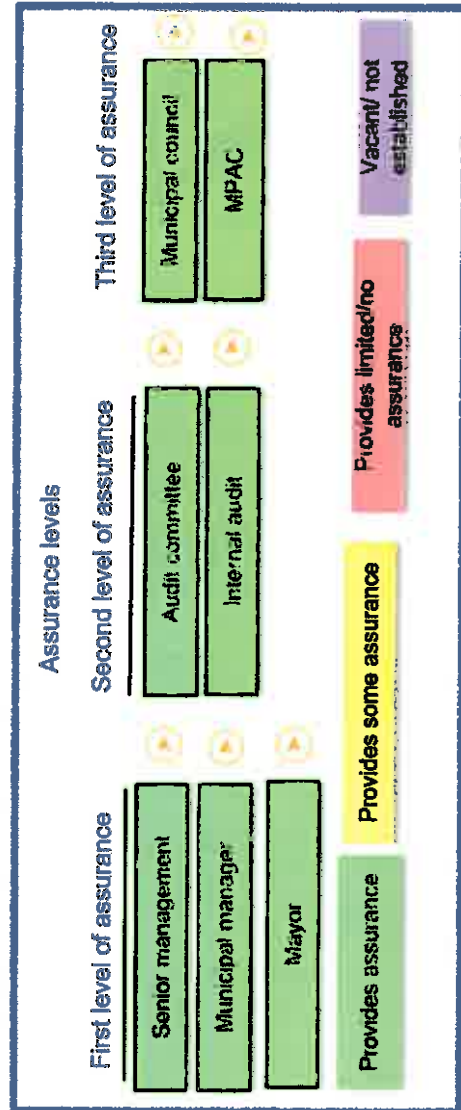 Assurance levels
First level of assurance
Second level of assurance
Third level of assurance
Senior management
Municipal manager
Mayor
Audit committee
Internal audit
Municipal council
MPAC
Provides assurance
Provides some assurance
Provides limited/no
assurance
Vacant/ not
established